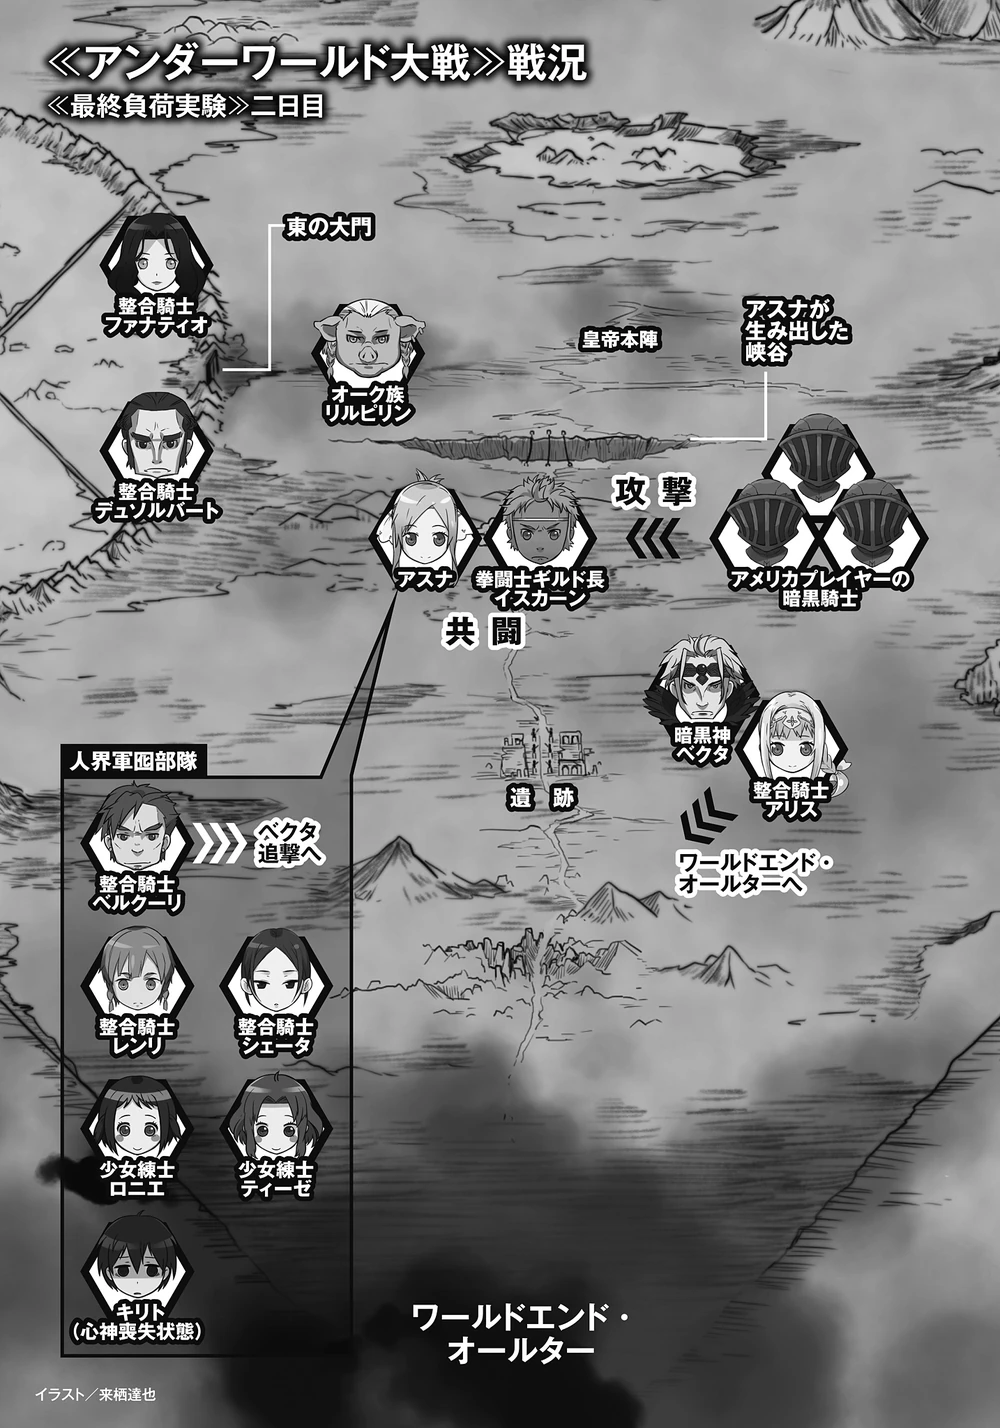 ≪アンダーワールド大戦≫戦況
≪最終負荷実験≫二日目
東の大門
整合騎士
ファナティオ
オーク族
リルピリン
皇帝本陣
アスナが
生み出した
峡谷
整合騎士
デュソルバート
攻撃
アスナ
拳闘士ギルド長
イスカーン
アメリカプレイヤーの
暗黒騎士
共闘
暗黒神
ベクタ
整合騎士
アリス
遺跡
ワールドエンド・
オールターへ
人界軍囮部隊
整合騎士
ベルクーリ
ベクタ
追撃へ
整合騎士
レンリ
整合騎士
シェータ
少女練士
ロニエ
少女練士
ティーゼ
キリト
(心神喪失状態)
ワールドエンド・
オールター
イラスト／来栖達也